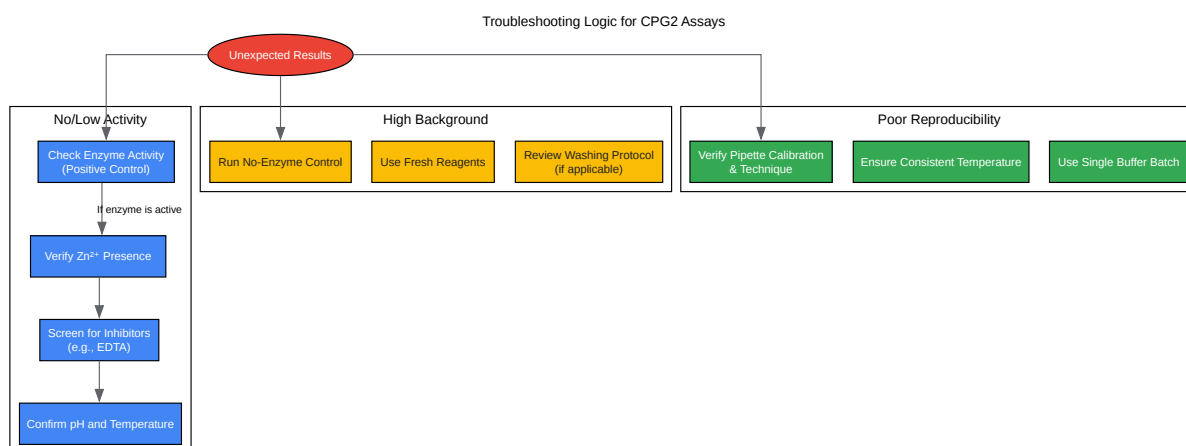 Troubleshooting Logic for CPG2 Assays
Unexpected Results
No/Low Activity
Check Enzyme Activity
(Positive Control)
If enzyme is active
Verify Zn²⁺ Presence
Screen for Inhibitors
(e.g., EDTA)
Confirm pH and Temperature
High Background
Run No-Enzyme Control
Use Fresh Reagents
Review Washing Protocol
(if applicable)
Poor Reproducibility
Verify Pipette Calibration
& Technique
Ensure Consistent Temperature
Use Single Buffer Batch